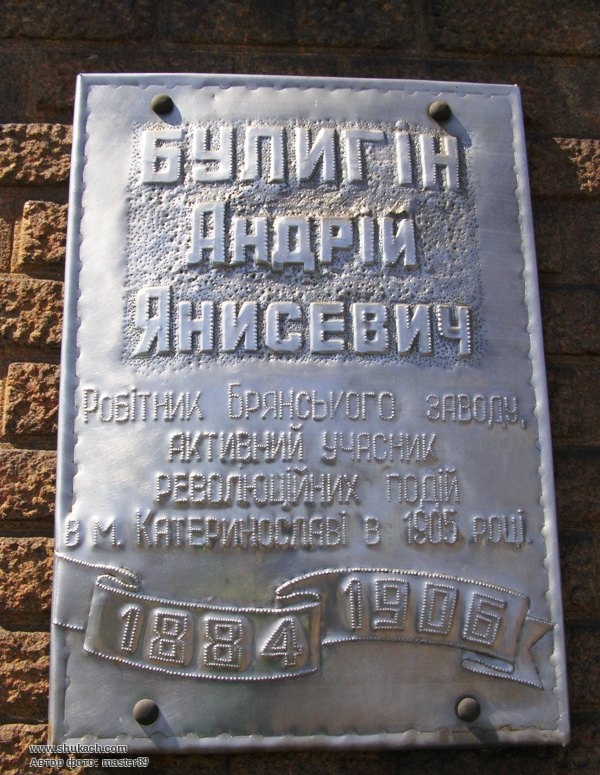 БУЛИГІН
АНДРІЙ
ЯНИСЕВИЧ
РОБІТНИК БРЯНСЬКОГО ЗАВОДУ,
АКТИВНИЙ УЧАСНИК
РЕВОЛЮЦІЙНИХ ПОДІЙ
В М. КАТЕРИНОСЛАВІ В 1905 РОЦІ.
1884 1906
www.shukach.com
Автор фото: master69